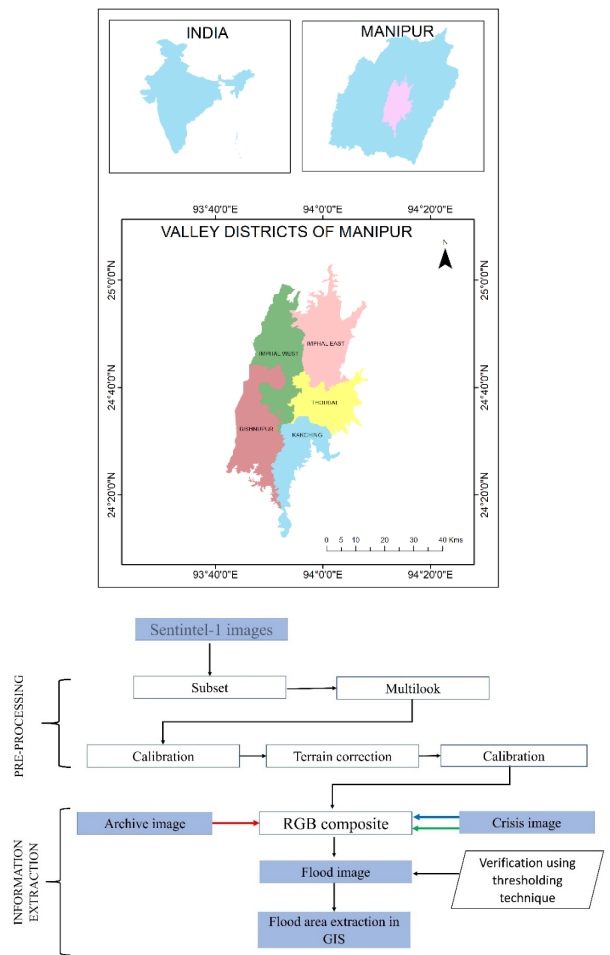 INDIA
MANIPUR
93°40'0"E
94°0'0"E
94°20'0"E
VALLEY DISTRICTS OF MANIPUR
N
25°0'0"N
25°0'0"N
IMPHAL EAST
IMPHAL WEST
24°40'0"N
24°40'0"N
THOUBAL
BISHNUPUR
KAKCHING
24°20'0"N
24°20'0"N
0 5 10 20 30 40 Kms
93°40'0"E
94°0'0"E
94°20'0"E
Sentintel-1 images
PRE-PROCESSING
Subset
Multilook
Calibration
Terrain correction
Calibration
INFORMATION
EXTRACTION
Archive image
RGB composite
Crisis image
Flood image
Verification using
thresholding
technique
Flood area extraction in
GIS